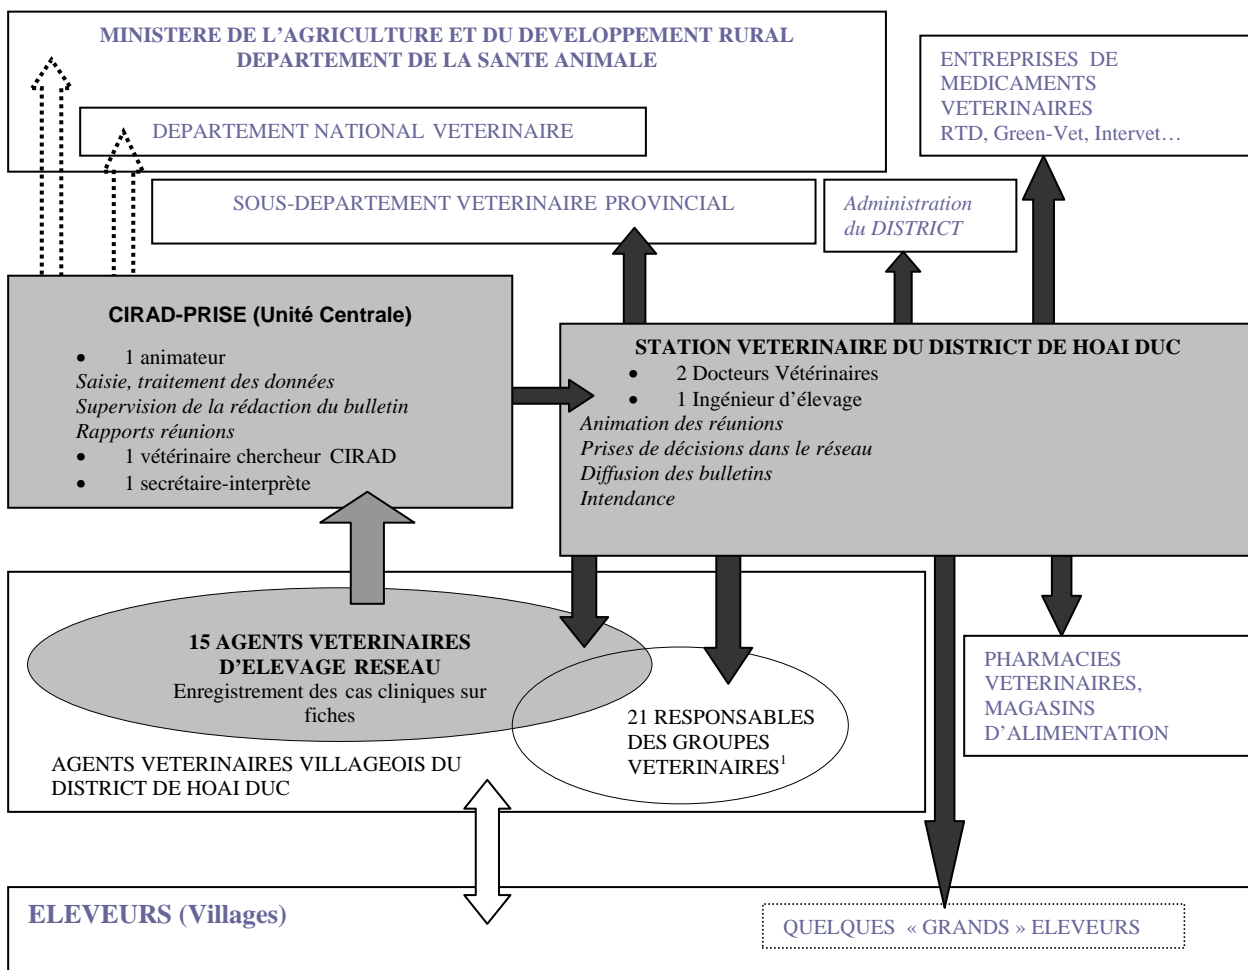 MINISTERE DE L'AGRICULTURE ET DU DEVELOPPEMENT RURAL
DEPARTEMENT DE LA SANTE ANIMALE
DEPARTEMENT NATIONAL VETERINAIRE
ENTREPRISES DE
MEDICAMENTS
VETERINAIRES
RTD, Green-Vet, Intervet…
SOUS-DEPARTEMENT VETERINAIRE PROVINCIAL
Administration
du DISTRICT
CIRAD-PRISE (Unité Centrale)
• 1 animateur
Saisie, traitement des données
Supervision de la rédaction du bulletin
Rapports réunions
• 1 vétérinaire chercheur CIRAD
• 1 secrétaire-interprète
STATION VETERINAIRE DU DISTRICT DE HOAI DUC
• 2 Docteurs Vétérinaires
• 1 Ingénieur d'élevage
Animation des réunions
Prises de décisions dans le réseau
Diffusion des bulletins
Intendance
15 AGENTS VETERINAIRES
D'ELEVAGE RESEAU
Enregistrement des cas cliniques sur
fiches
21 RESPONSABLES
DES GROUPES
VETERINAIRES¹
AGENTS VETERINAIRES VILLAGEOIS DU
DISTRICT DE HOAI DUC
PHARMACIES
VETERINAIRES,
MAGASINS
D'ALIMENTATION
ELEVEURS (Villages)
QUELQUES « GRANDS » ELEVEURS